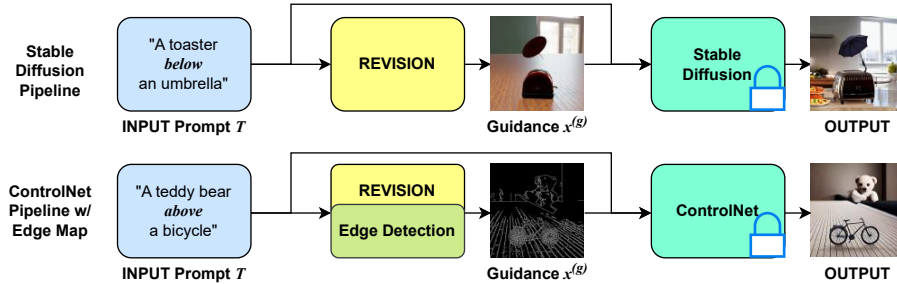 Stable
Diffusion
Pipeline
"A toaster
below
an umbrella"
INPUT Prompt T
REVISION
Guidance x^(g)
Stable
Diffusion
OUTPUT
ControlNet
Pipeline w/
Edge Map
"A teddy bear
above
a bicycle"
INPUT Prompt T
REVISION
Edge Detection
Guidance x^(g)
ControlNet
OUTPUT